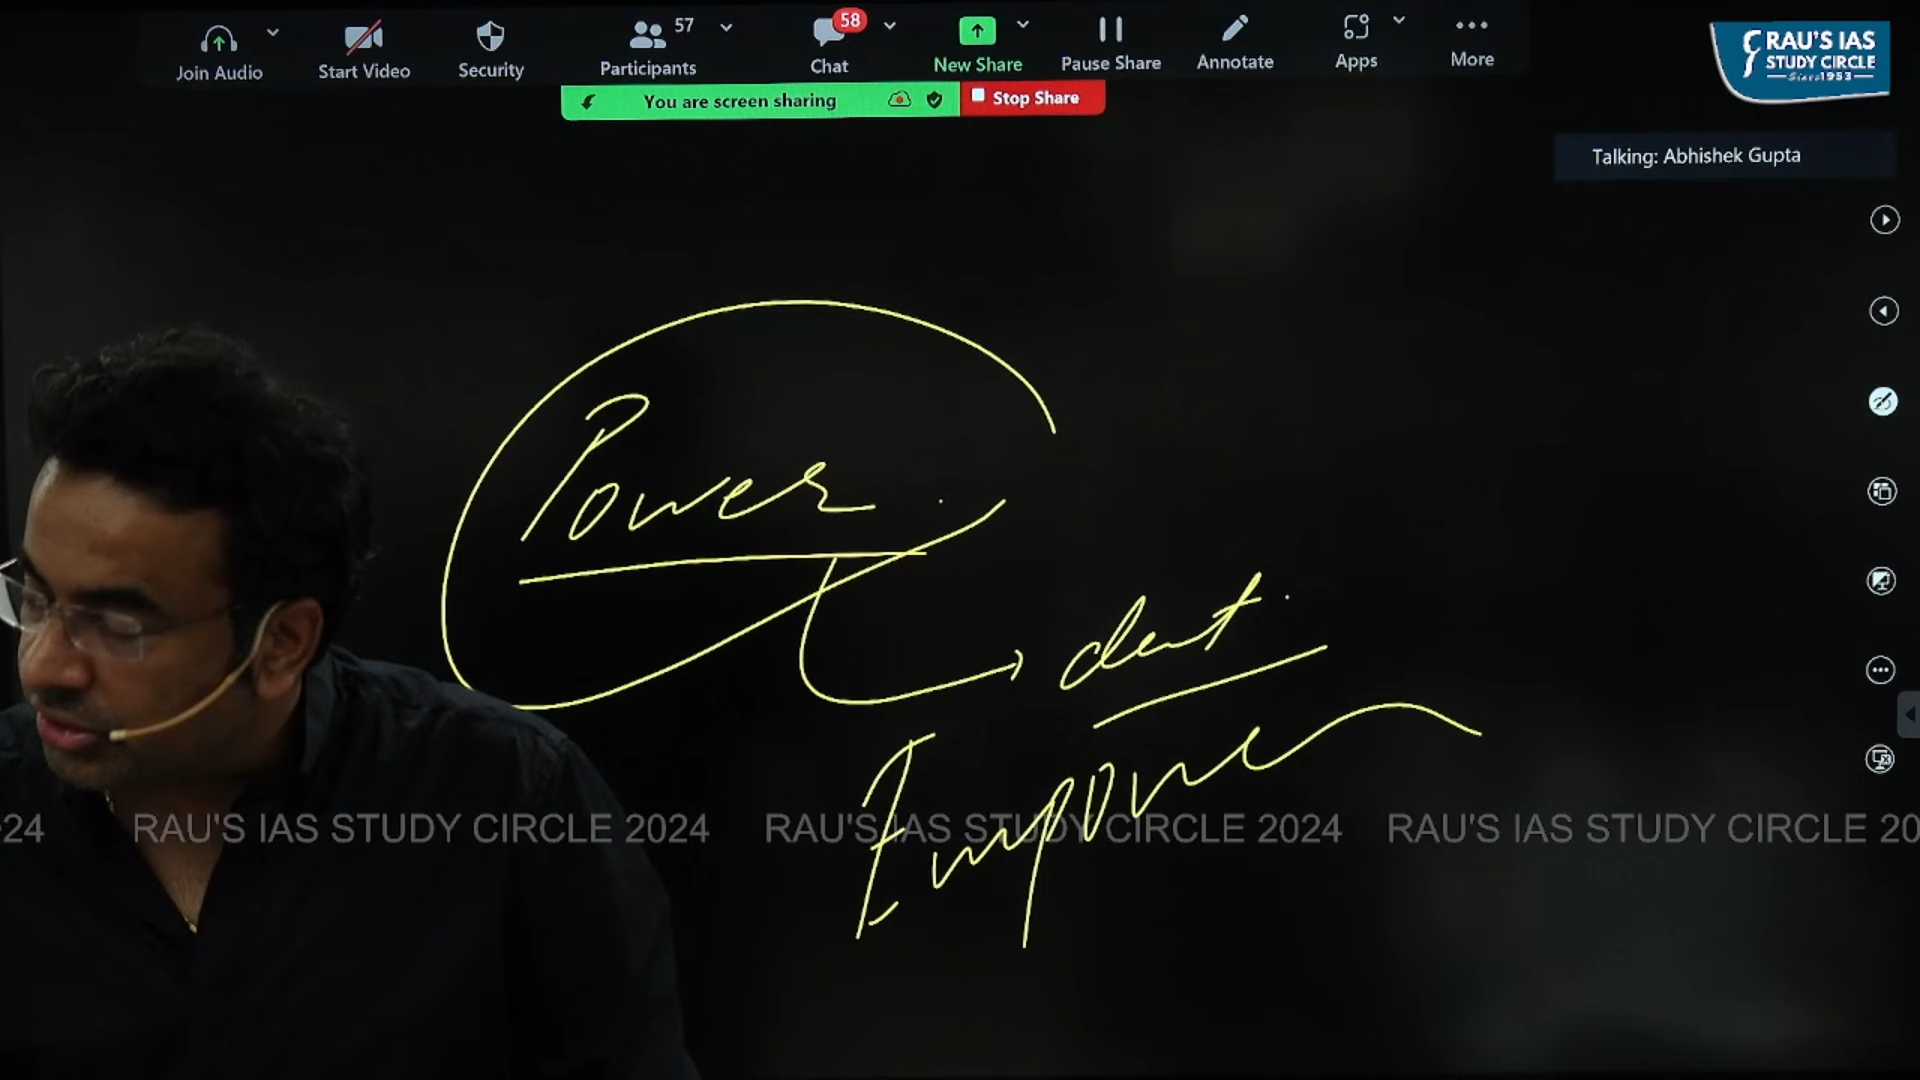 Join Audio
Start Video
Security
Participants 57
Chat 58
New Share
Pause Share
Annotate
Apps
More
You are screen sharing
Stop Share
RAU'S IAS
STUDY CIRCLE
Since 1953
Talking: Abhishek Gupta
Power
Empower
24 RAU'S IAS STUDY CIRCLE 2024 RAU'S IAS STUDY CIRCLE 2024 RAU'S IAS STUDY CIRCLE 20